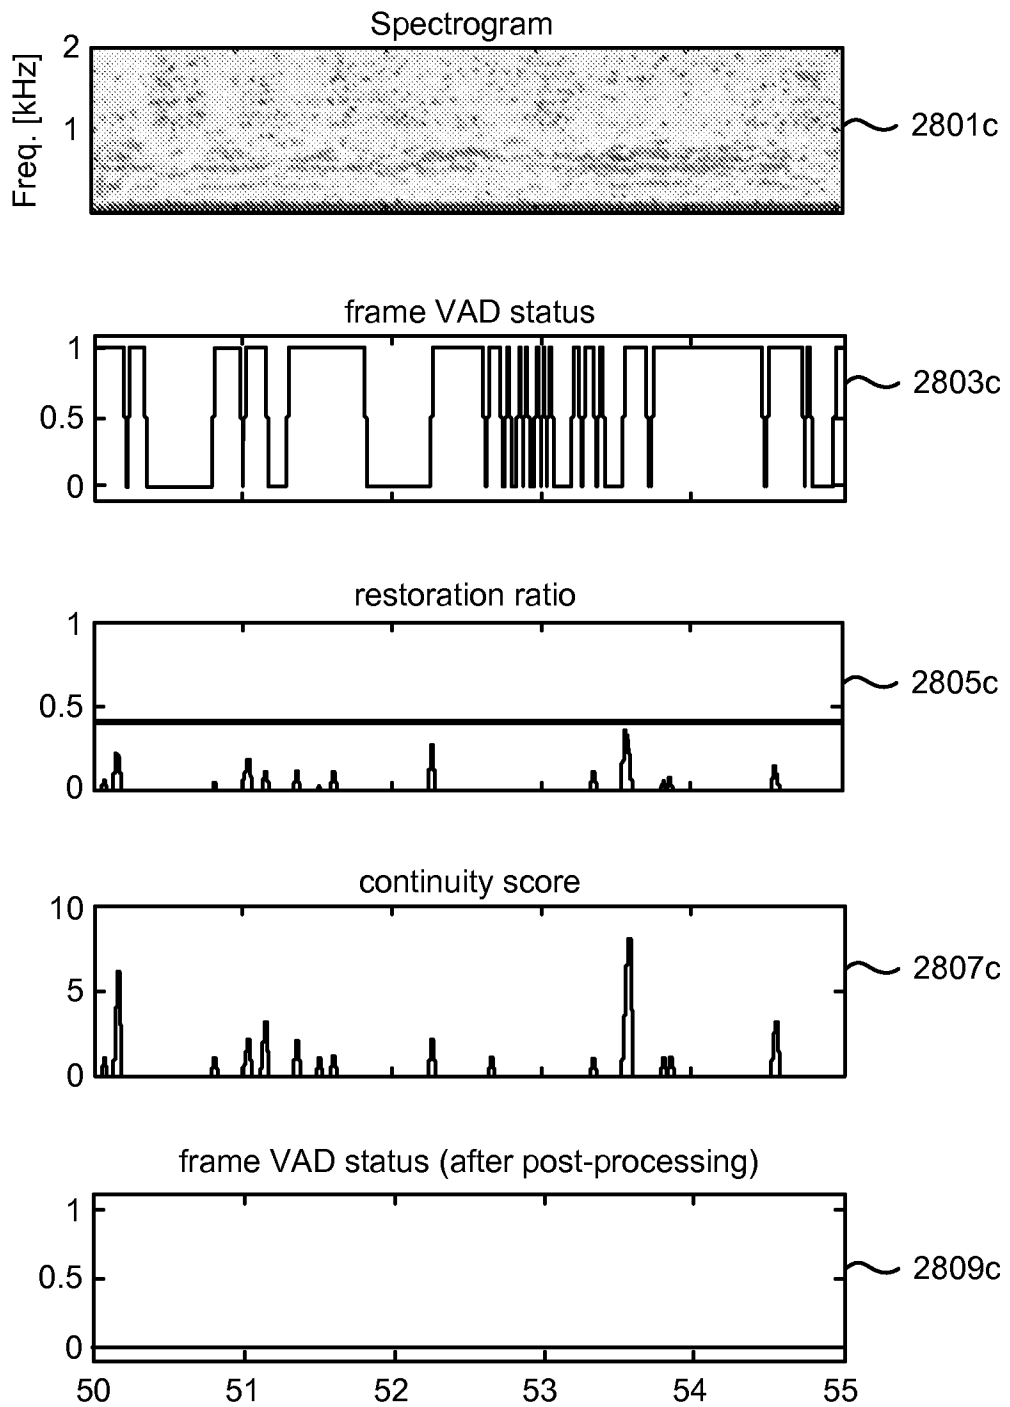 Spectrogram
2
1
Freq. [kHz]
2801c
frame VAD status
1
0.5
0
2803c
restoration ratio
1
0.5
0
2805c
continuity score
10
5
0
2807c
frame VAD status (after post-processing)
1
0.5
0
2809c
50 51 52 53 54 55